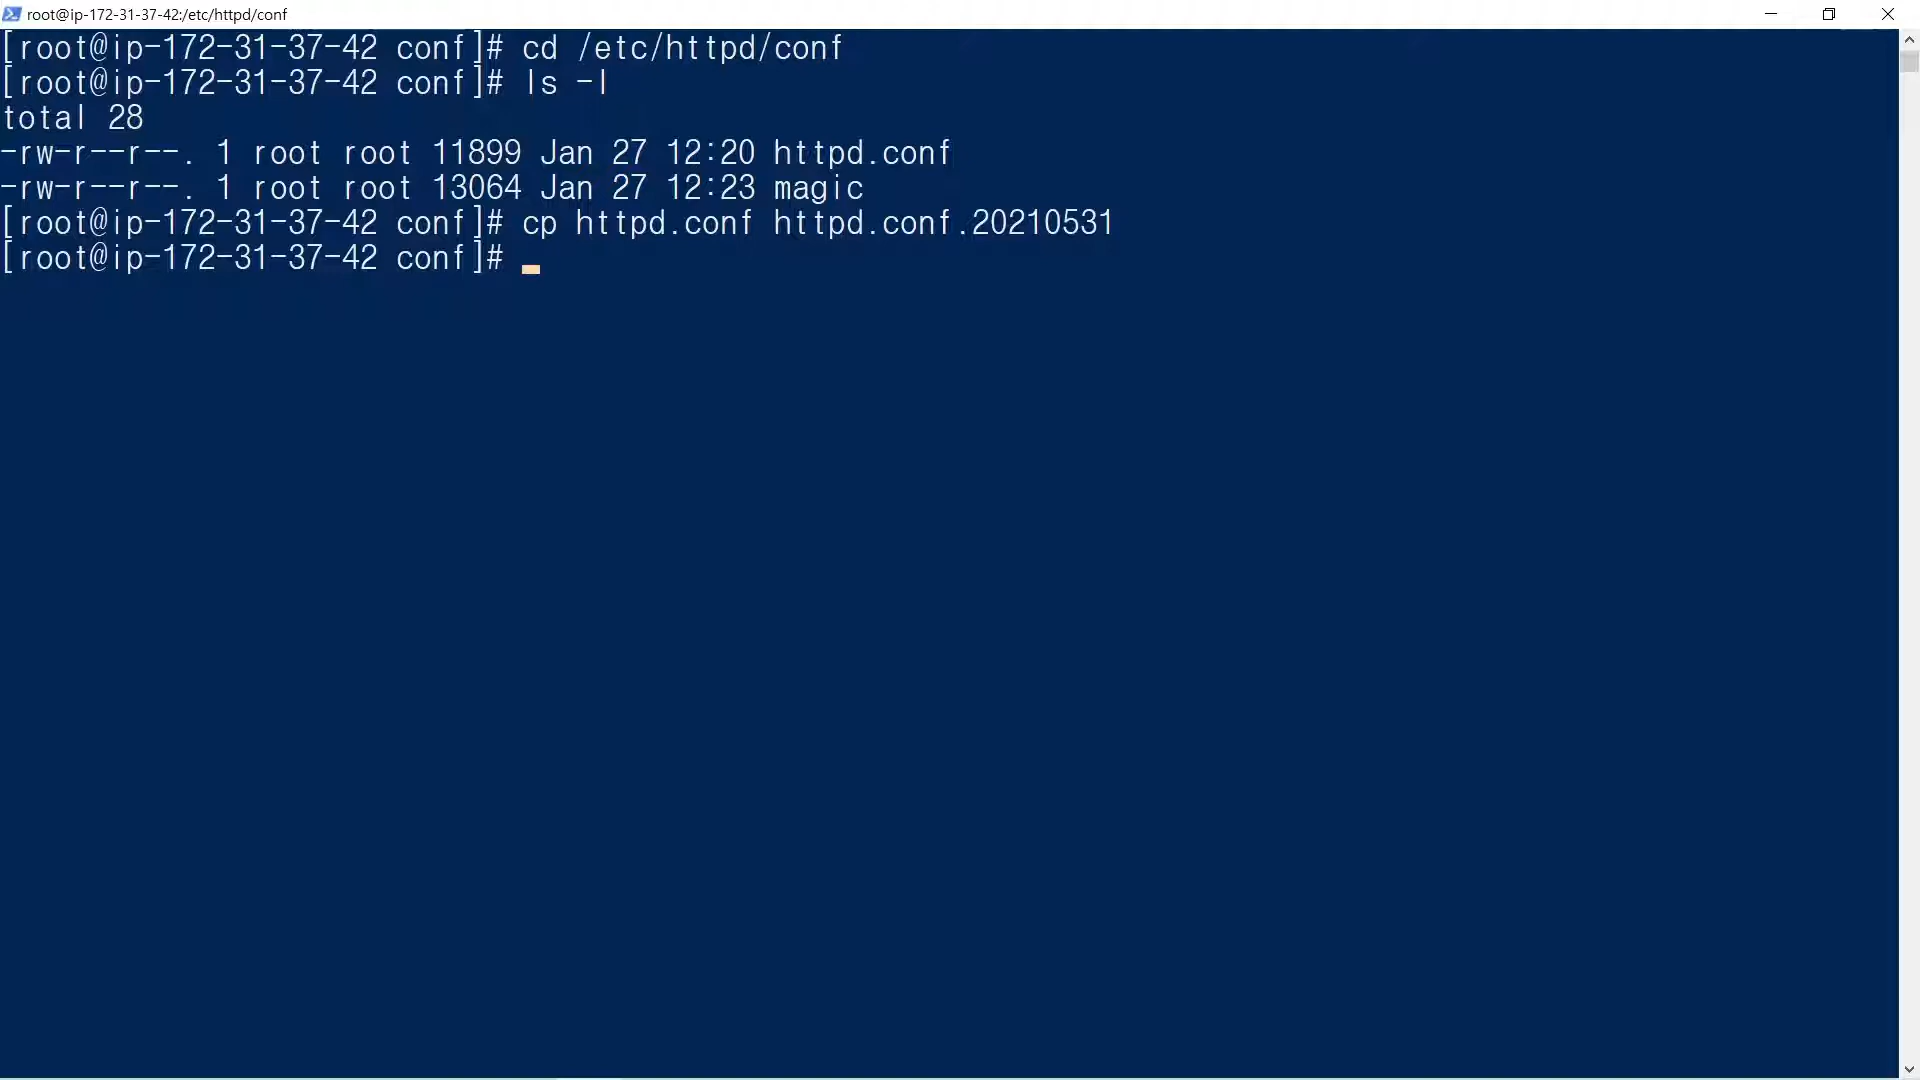 root@ip-172-31-37-42:/etc/httpd/conf
[root@ip-172-31-37-42 conf]# cd /etc/httpd/conf
[root@ip-172-31-37-42 conf]# ls -l
total 28
-rw-r--r--. 1 root root 11899 Jan 27 12:20 httpd.conf
-rw-r--r--. 1 root root 13064 Jan 27 12:23 magic
[root@ip-172-31-37-42 conf]# cp httpd.conf httpd.conf.20210531
[root@ip-172-31-37-42 conf]#